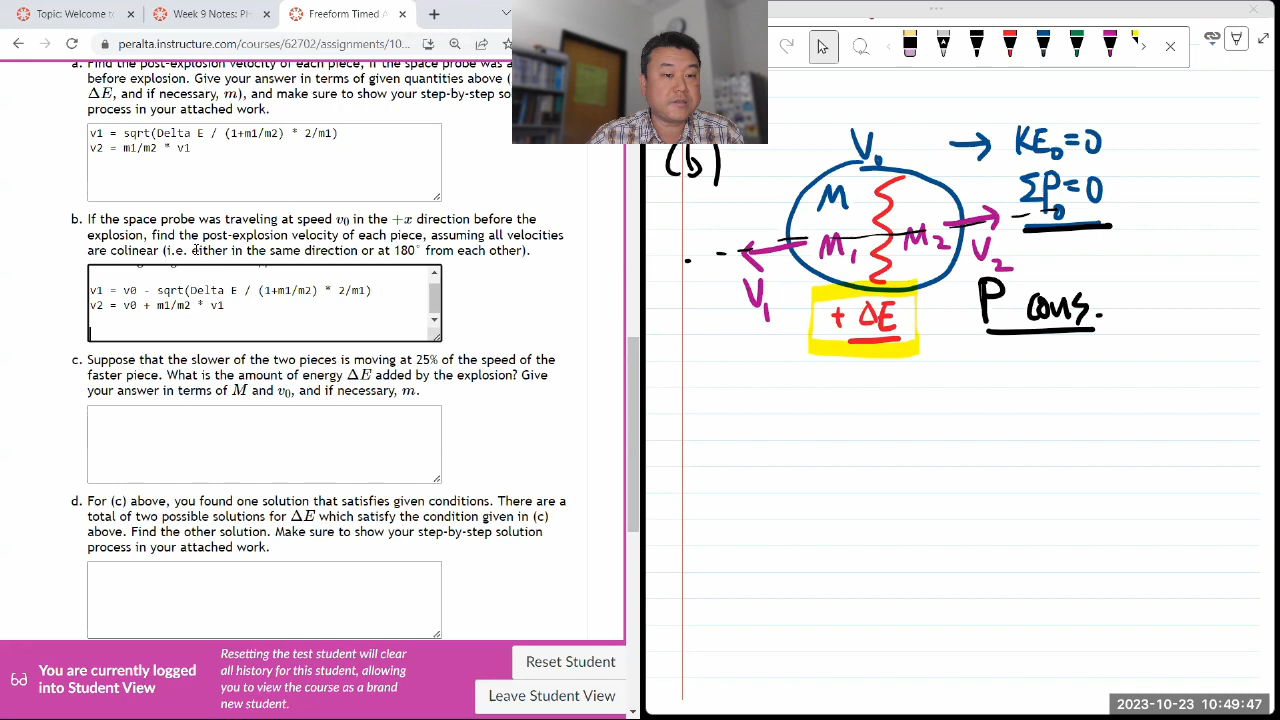 Topic: Welcome to
Week 9 Notes: PH
Freeform Timed A
peralta.instructure.com/courses/62702/assignments/10...
a. Find the post-explosion velocity of each piece, if the space probe was a
before explosion. Give your answer in terms of given quantities above (
ΔE, and if necessary, m), and make sure to show your step-by-step so
process in your attached work.
v1 = sqrt(Delta E / (1+m1/m2) * 2/m1)
v2 = m1/m2 * v1
b. If the space probe was traveling at speed v0 in the +x direction before the
explosion, find the post-explosion velocity of each piece, assuming all velocities
are colinear (i.e. either in the same direction or at 180° from each other).
v1 = v0 - sqrt(Delta E / (1+m1/m2) * 2/m1)
v2 = v0 + m1/m2 * v1
c. Suppose that the slower of the two pieces is moving at 25% of the speed of the
faster piece. What is the amount of energy ΔE added by the explosion? Give
your answer in terms of M and v0, and if necessary, m.
d. For (c) above, you found one solution that satisfies given conditions. There are a
total of two possible solutions for ΔE which satisfy the condition given in (c)
above. Find the other solution. Make sure to show your step-by-step solution
process in your attached work.
You are currently logged
into Student View
Resetting the test student will clear
all history for this student, allowing
you to view the course as a brand
new student.
Reset Student
Leave Student View
(b)
V0
→ KE0=0
M
Σp0=0
M1
M2
V1
V2
+ ΔE
P cons.
2023-10-23 10:49:47